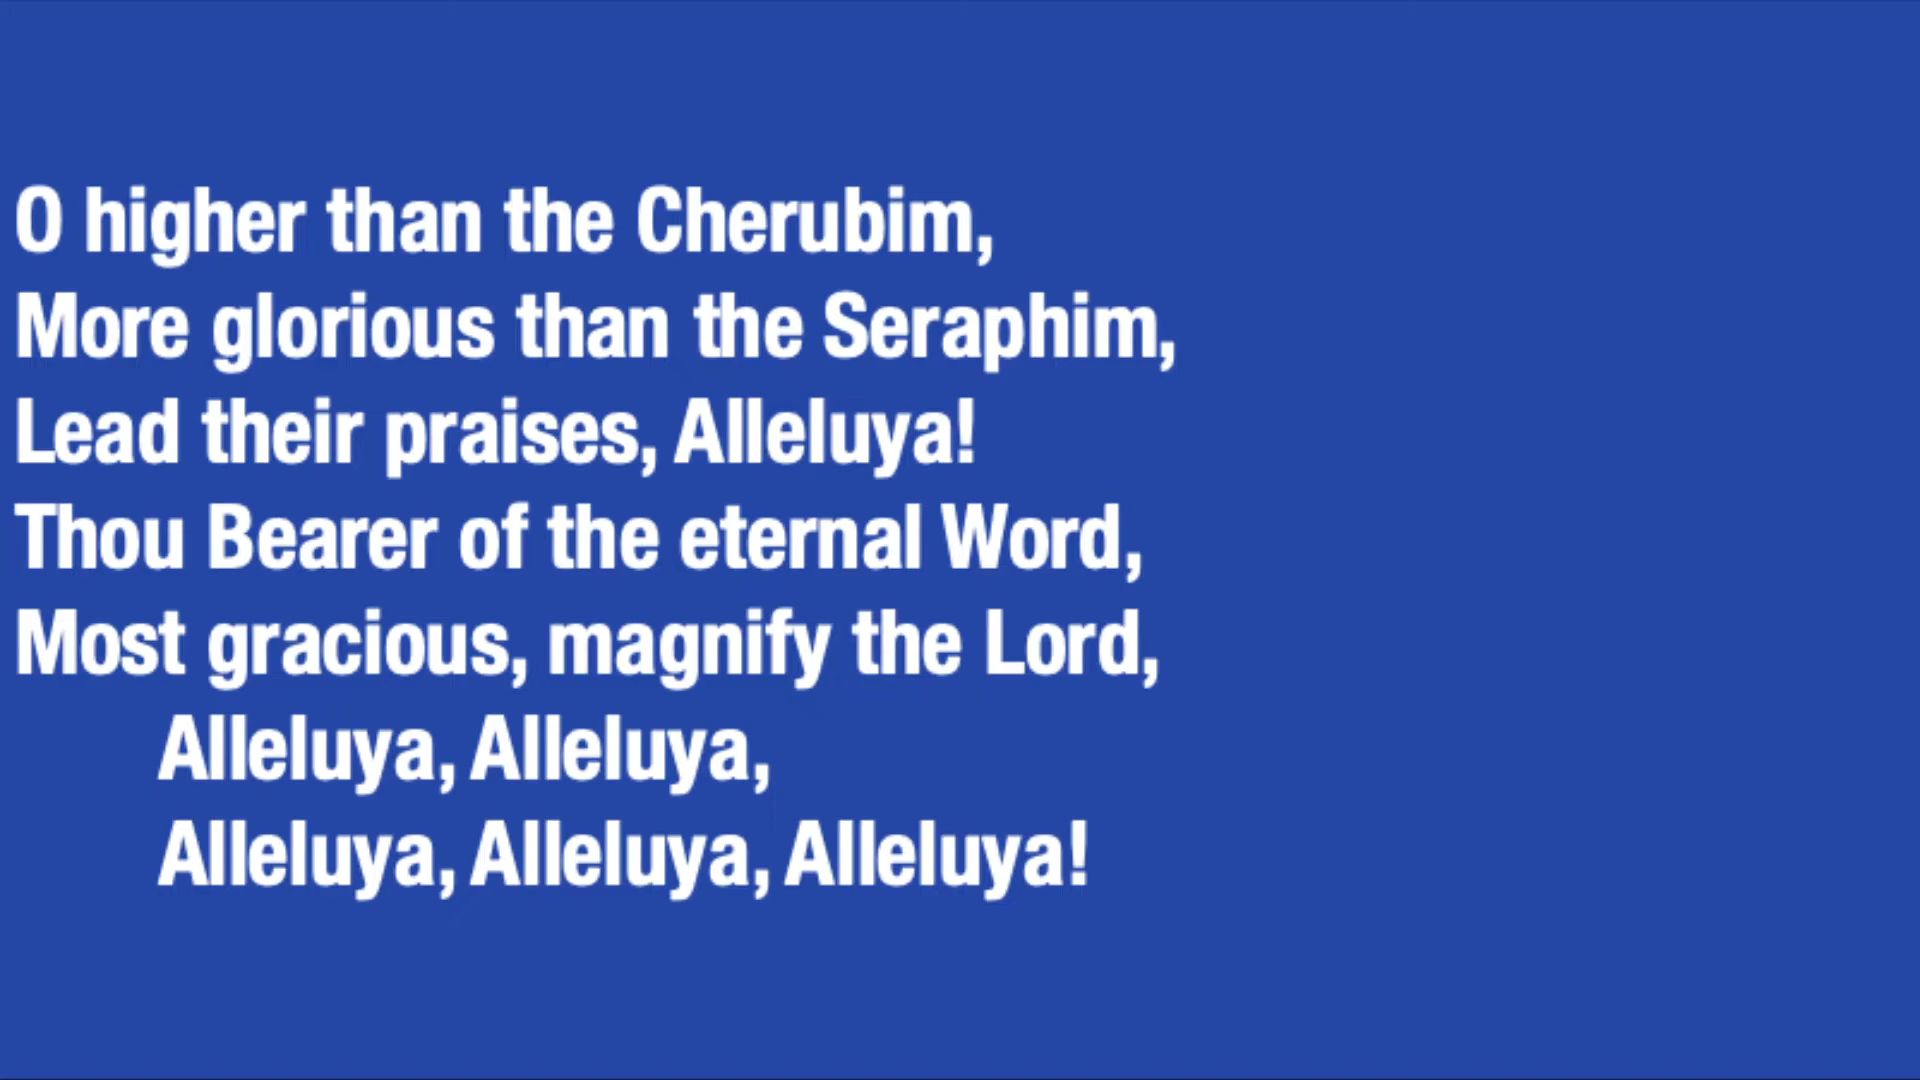 O higher than the Cherubim,
More glorious than the Seraphim,
Lead their praises, Alleluya!
Thou Bearer of the eternal Word,
Most gracious, magnify the Lord,
Alleluya, Alleluya,
Alleluya, Alleluya, Alleluya!